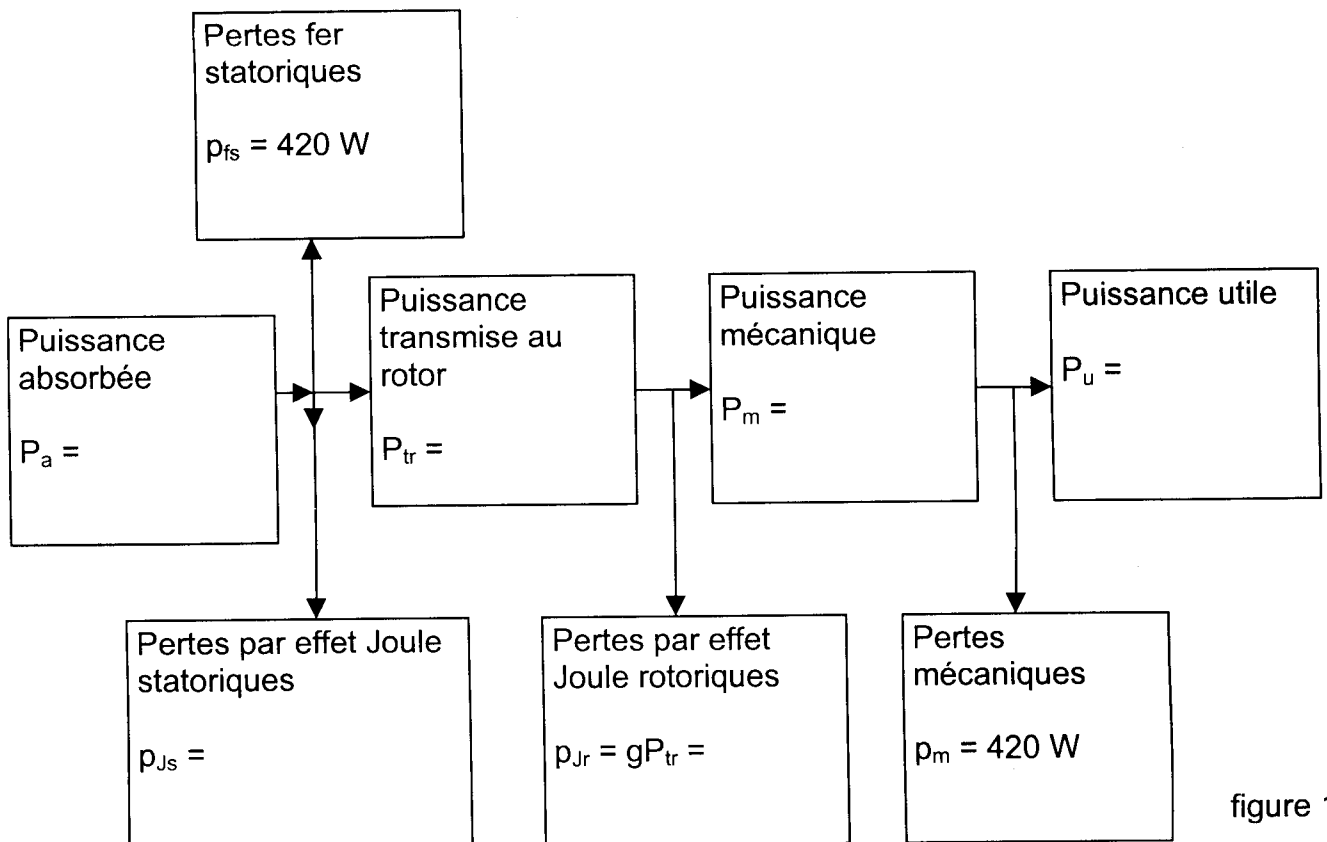 Pertes fer
statoriques
pfs = 420 W
Puissance
absorbée
Pa =
Puissance
transmise au
rotor
Ptr =
Puissance
mécanique
Pm =
Puissance utile
Pu =
Pertes par effet Joule
statoriques
pJs =
Pertes par effet
Joule rotoriques
pJr = gPtr =
Pertes
mécaniques
pm = 420 W
figure